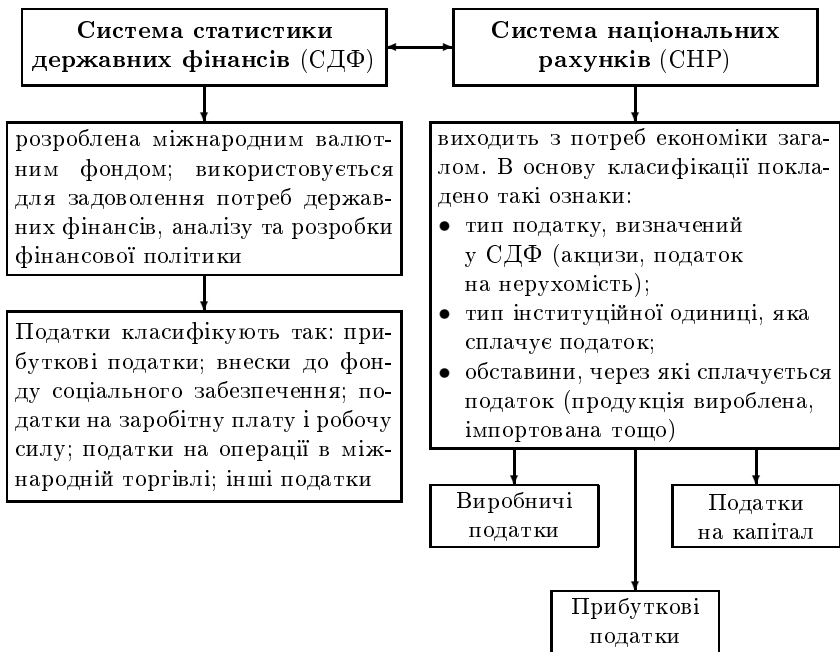 Система статистики
державних фінансів (СДФ)
Система національних
рахунків (СНР)
розроблена міжнародним валют-
ним фондом; використовується
для задоволення потреб держав-
них фінансів, аналізу та розробки
фінансової політики
Податки класифікують так: при-
буткові податки; внески до фон-
ду соціального забезпечення; по-
датки на заробітну плату і робочу
силу; податки на операції в між-
народній торгівлі; інші податки
виходить з потреб економіки зага-
лом. В основу класифікації покла-
дено такі ознаки:
• тип податку, визначений
у СДФ (акцизи, податок
на нерухомість);
• тип інституційної одиниці, яка
сплачує податок;
• обставини, через які сплачується
податок (продукція вироблена,
імпортована тощо)
Виробничі
податки
Податки
на капітал
Прибуткові
податки